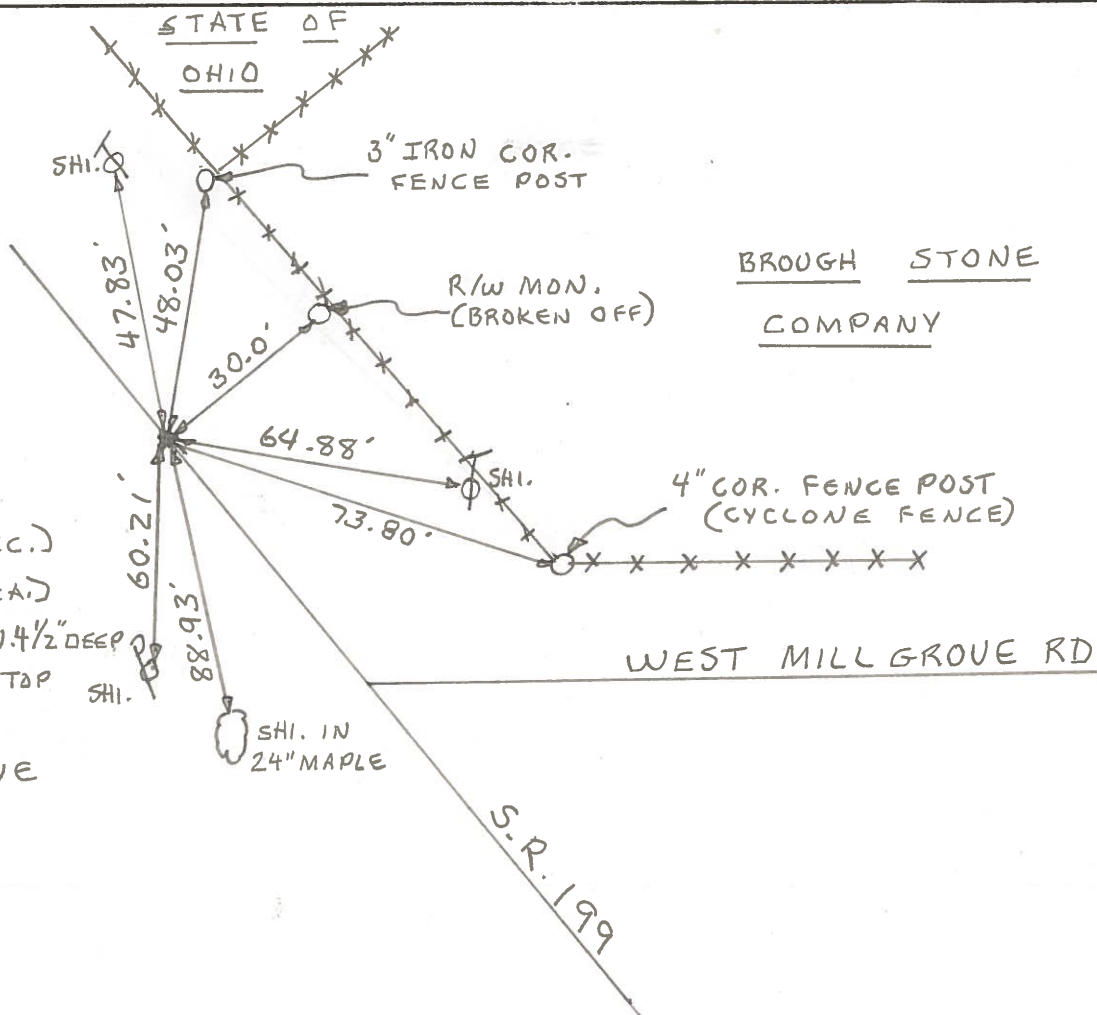 STATE OF
OHIO
SHI.
3" IRON COR.
FENCE POST
47.83'
48.03'
R/W MON.
(BROKEN OFF)
BROUGH STONE
COMPANY
30.0'
64.88'
SHI.
73.80'
4" COR. FENCE POST
(CYCLONE FENCE)
60.21'
88.93'
C.)
A.)
4½" DEEP
TOP
SHI.
SHI. IN
24" MAPLE
WEST MILLGROVE RD
S.R. 199